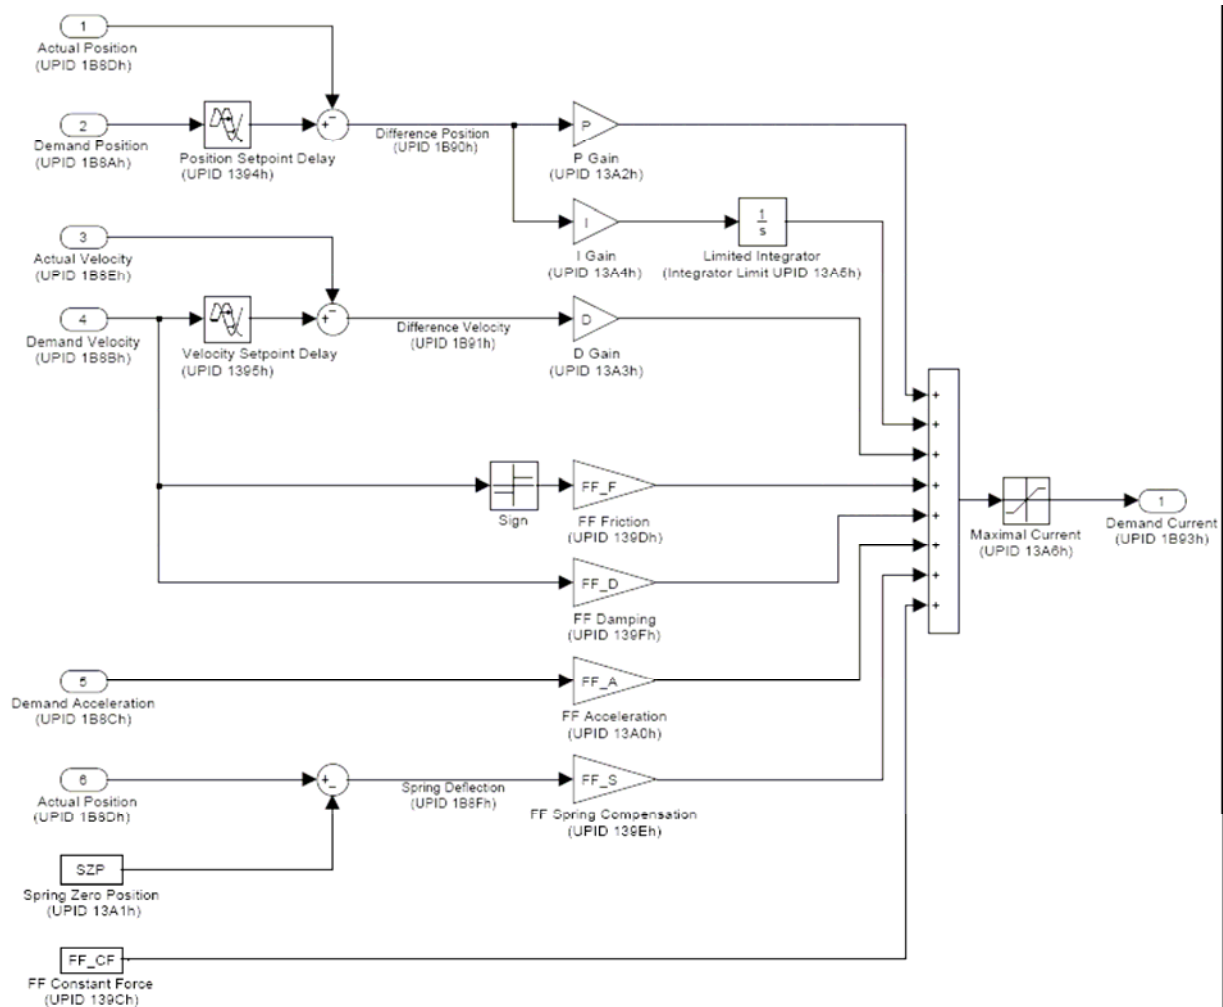 1
Actual Position
(UPID 1B8Dh)
2
Demand Position
(UPID 1B8Ah)
Position Setpoint Delay
(UPID 1394h)
+
−
Difference Position
(UPID 1B90h)
P
P Gain
(UPID 13A2h)
I
I Gain
(UPID 13A4h)
1
s
Limited Integrator
(Integrator Limit UPID 13A5h)
3
Actual Velocity
(UPID 1B8Eh)
4
Demand Velocity
(UPID 1B8Bh)
Velocity Setpoint Delay
(UPID 1395h)
+
−
Difference Velocity
(UPID 1B91h)
D
D Gain
(UPID 13A3h)
Sign
FF_F
FF Friction
(UPID 139Dh)
FF_D
FF Damping
(UPID 139Fh)
5
Demand Acceleration
(UPID 1B8Ch)
FF_A
FF Acceleration
(UPID 13A0h)
6
Actual Position
(UPID 1B8Dh)
+
−
Spring Deflection
(UPID 1B8Fh)
FF_S
FF Spring Compensation
(UPID 139Eh)
SZP
Spring Zero Position
(UPID 13A1h)
FF_CF
FF Constant Force
(UPID 139Ch)
+
+
+
+
+
+
+
+
Maximal Current
(UPID 13A6h)
1
Demand Current
(UPID 1B93h)